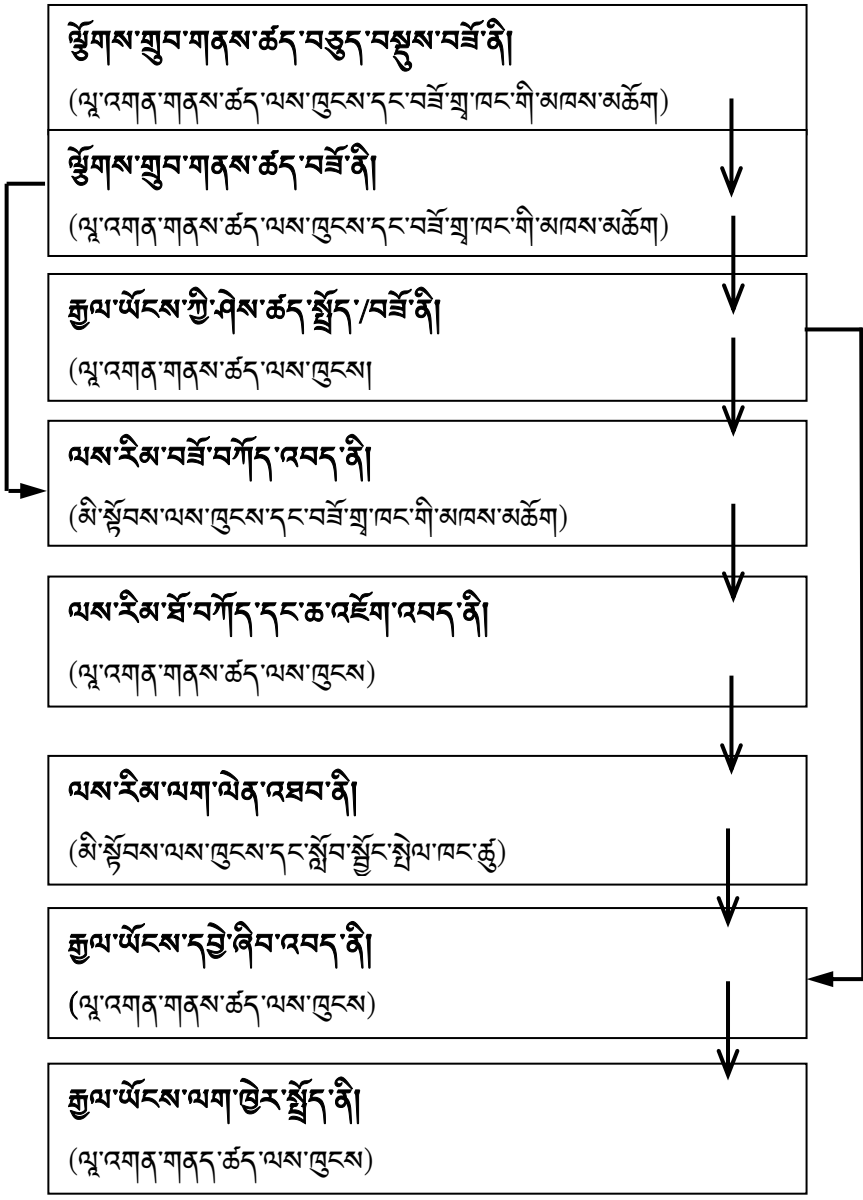 ལྕོགས་གྲུབ་གནས་ཚད་བཅུད་བསྡུས་བཟོ་ནི།
(ལཱ་འགན་གནས་ཚད་ལས་ཁུངས་དང་བཟོ་གྲྭ་ཁང་གི་མཁས་མཆོག)
ལྕོགས་གྲུབ་གནས་ཚད་བཟོ་ནི།
(ལཱ་འགན་གནས་ཚད་ལས་ཁུངས་དང་བཟོ་གྲྭ་ཁང་གི་མཁས་མཆོག)
རྒྱལ་ཡོངས་ཀྱི་ཤེས་ཚད་སྤྲོད་/བཟོ་ནི།
(ལཱ་འགན་གནས་ཚད་ལས་ཁུངས།
ལས་རིམ་བཟོ་བཀོད་འབད་ནི།
(མི་སྟོབས་ལས་ཁུངས་དང་བཟོ་གྲྭ་ཁང་གི་མཁས་མཆོག)
ལས་རིམ་ཐོ་བཀོད་དང་ཆ་འཇོག་འབད་ནི།
(ལཱ་འགན་གནས་ཚད་ལས་ཁུངས)
ལས་རིམ་ལག་ལེན་འཐབ་ནི།
(མི་སྟོབས་ལས་ཁུངས་དང་སློབ་སྦྱོང་སྤེལ་ཁང་ཚུ)
རྒྱལ་ཡོངས་དབྱེ་ཞིབ་འབད་ནི།
(ལཱ་འགན་གནས་ཚད་ལས་ཁུངས)
རྒྱལ་ཡོངས་ལག་ཁྱེར་སྤྲོད་ནི།
(ལཱ་འགན་གནད་ཚད་ལས་ཁུངས)